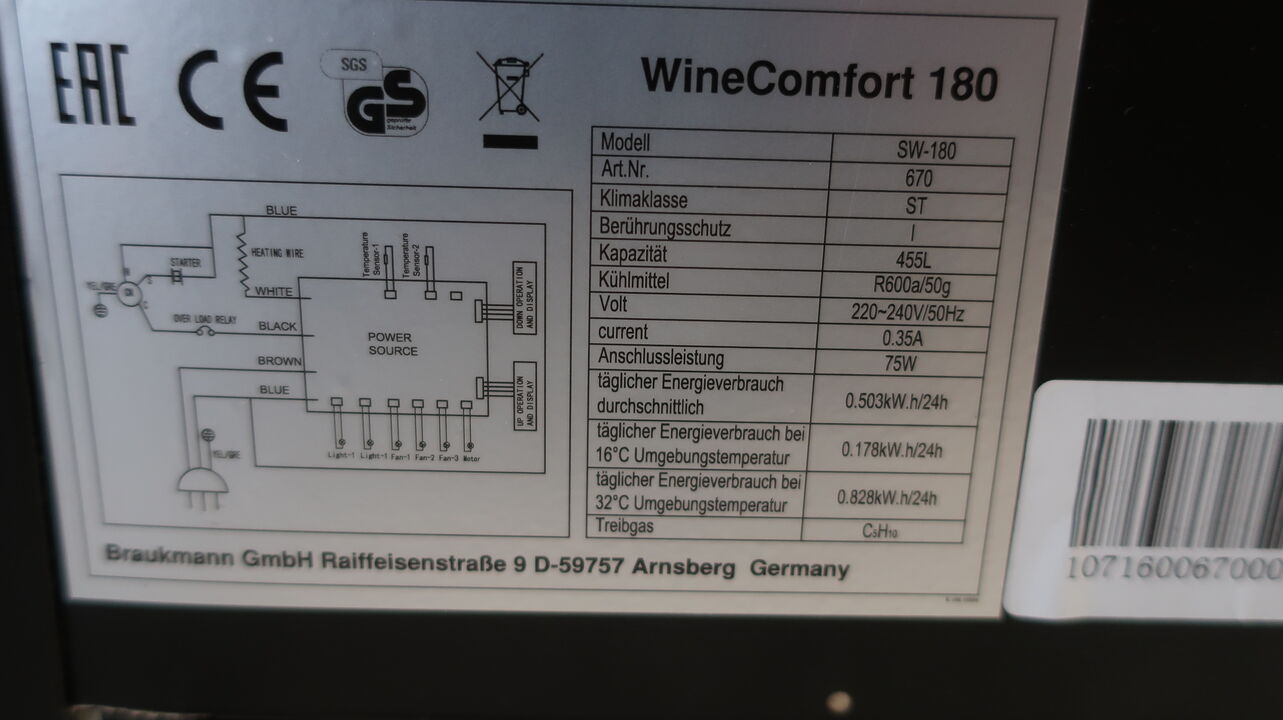 EAC CE
SGS
GS
geprüfte
Sicherheit
WineComfort 180
Modell SW-180
Art.Nr. 670
Klimaklasse ST
Berührungsschutz I
Kapazität 455L
Kühlmittel R600a/50g
Volt 220~240V/50Hz
current 0.35A
Anschlussleistung 75W
täglicher Energieverbrauch
durchschnittlich 0.503kW.h/24h
täglicher Energieverbrauch bei
16°C Umgebungstemperatur 0.178kW.h/24h
täglicher Energieverbrauch bei
32°C Umgebungstemperatur 0.828kW.h/24h
Treibgas C5H10
BLUE
HEATING WIRE
Temperature
Sensor-1
Temperature
Sensor-2
STARTER
S
C
YEL/GRE
WHITE
OVER LOAD RELAY
BLACK
BROWN
BLUE
POWER
SOURCE
DOWN OPERATION
AND DISPLAY
UP OPERATION
AND DISPLAY
Light-1 Light-1 Fan-1 Fan-2 Fan-3 Motor
YEL/GRE
Braukmann GmbH Raiffeisenstraße 9 D-59757 Arnsberg Germany
107160067000